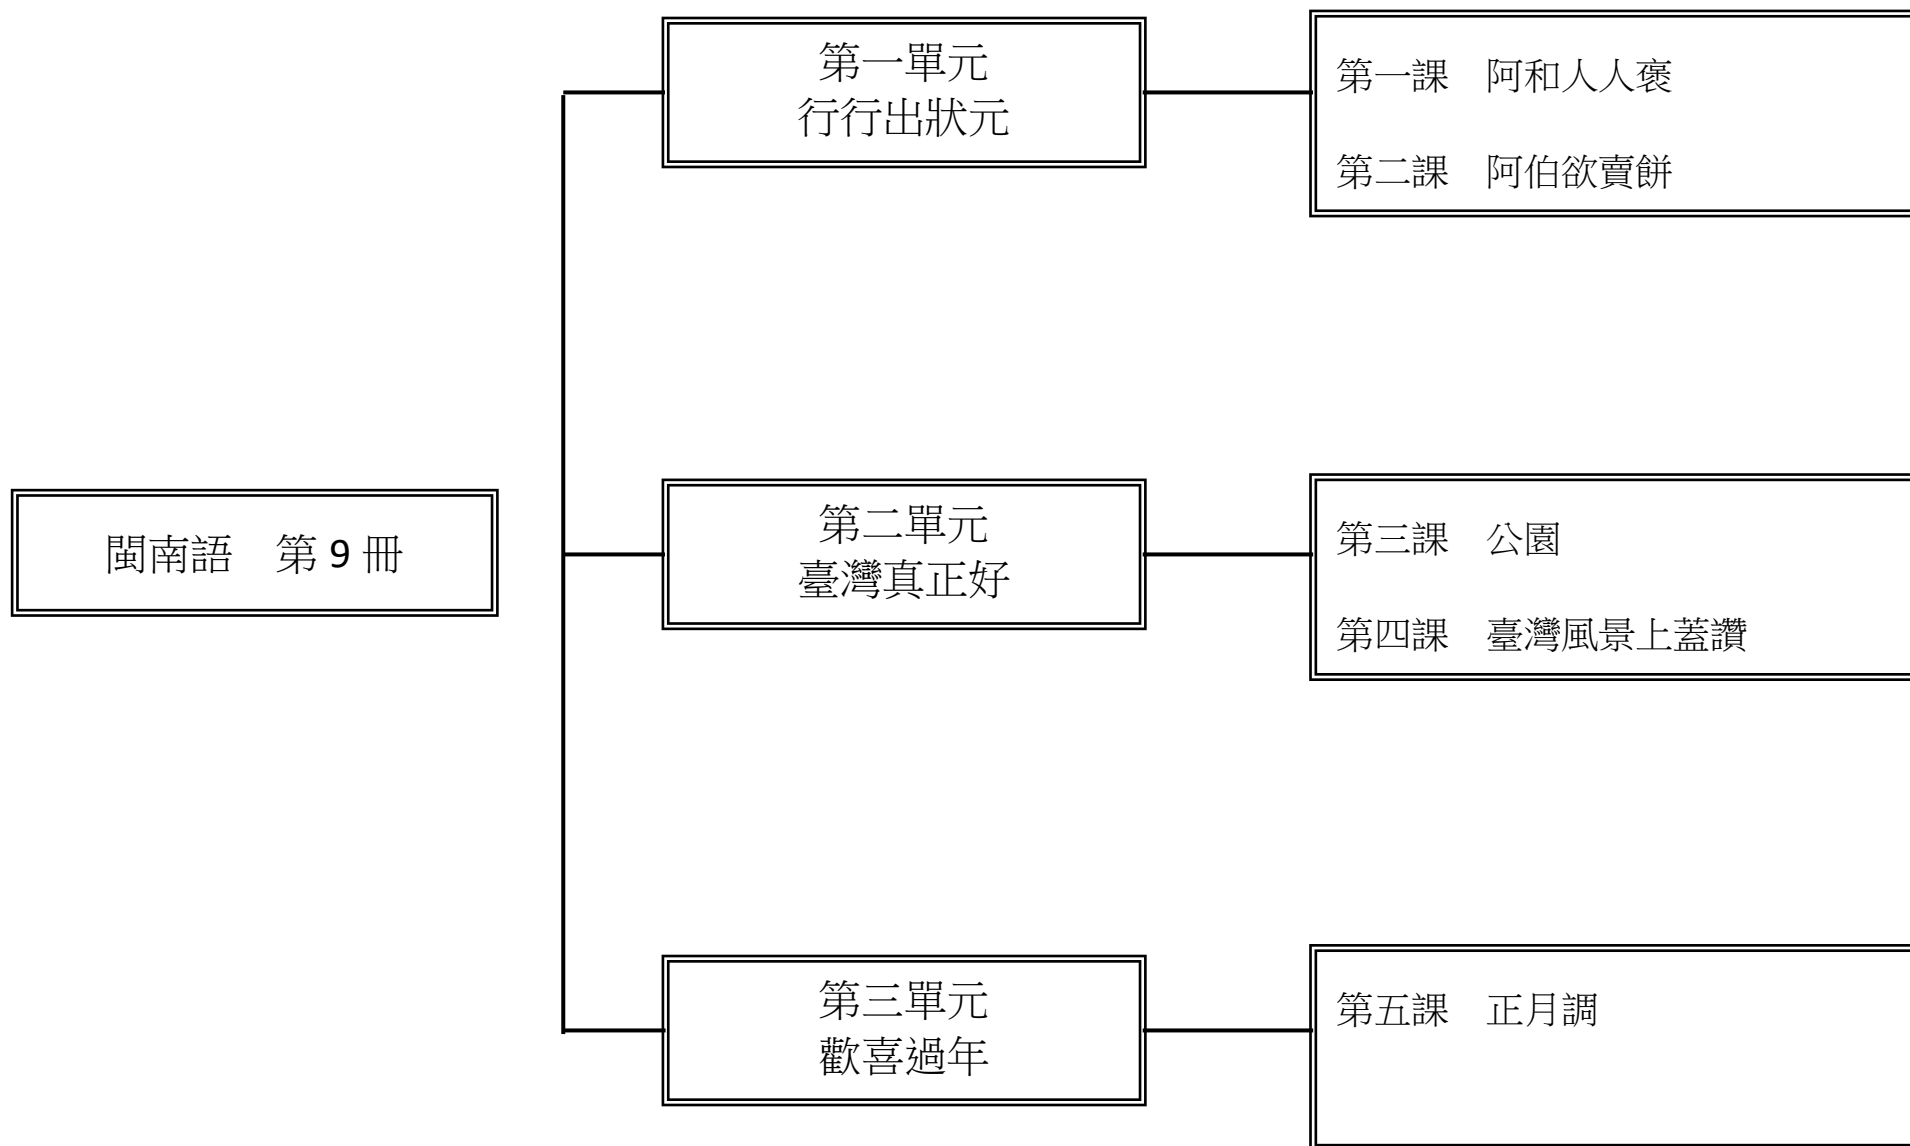 閩南語　第 9 冊
第一單元
行行出狀元
第一課　阿和人人褒
第二課　阿伯欲賣餅
第二單元
臺灣真正好
第三課　公園
第四課　臺灣風景上蓋讚
第三單元
歡喜過年
第五課　正月調